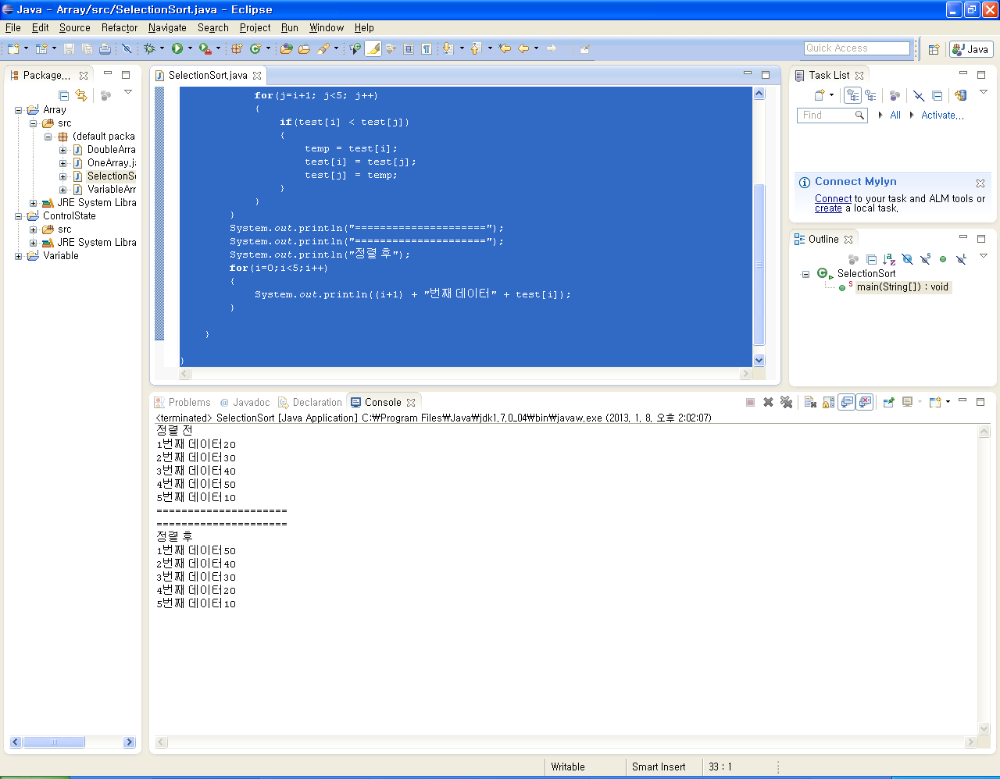 Java - Array/src/SelectionSort.java - Eclipse
File Edit Source Refactor Navigate Search Project Run Window Help
Quick Access
Java
Package...
Array
src
(default packa
DoubleArra
OneArray.ja
SelectionSo
VariableArr
JRE System Libra
ControlState
src
JRE System Libra
Variable
SelectionSort.java
for(j=i+1; j<5; j++)
{
if(test[i] < test[j])
{
temp = test[i];
test[i] = test[j];
test[j] = temp;
}
}
}
System.out.println("=====================");
System.out.println("=====================");
System.out.println("정렬 후");
for(i=0;i<5;i++)
{
System.out.println((i+1) + "번째 데이터" + test[i]);
}
}
}
Task List
Find
All
Activate...
Connect Mylyn
Connect to your task and ALM tools or
create a local task.
Outline
SelectionSort
main(String[]) : void
Problems @ Javadoc Declaration Console
<terminated> SelectionSort [Java Application] C:₩Program Files₩Java₩jdk1.7.0_04₩bin₩javaw.exe (2013. 1. 8. 오후 2:02:07)
정렬 전
1번째 데이터20
2번째 데이터30
3번째 데이터40
4번째 데이터50
5번째 데이터10
=====================
=====================
정렬 후
1번째 데이터50
2번째 데이터40
3번째 데이터30
4번째 데이터20
5번째 데이터10
Writable
Smart Insert
33 : 1